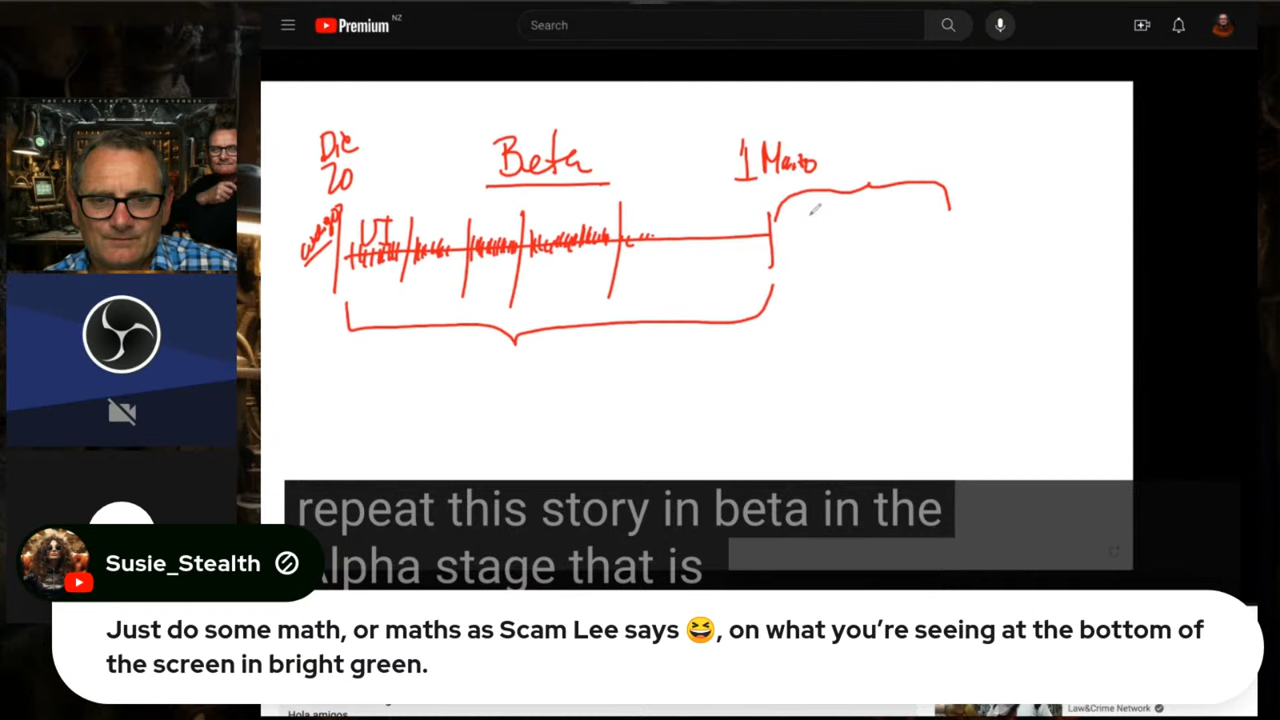 THE CRYPTO
Premium NZ
Search
Dic
20
Beta
1 Marzo
repeat this story in beta in the
Alpha stage that is
Susie_Stealth
Just do some math, or maths as Scam Lee says 😆, on what you’re seeing at the bottom of
the screen in bright green.
Hola amigos
Law&Crime Network